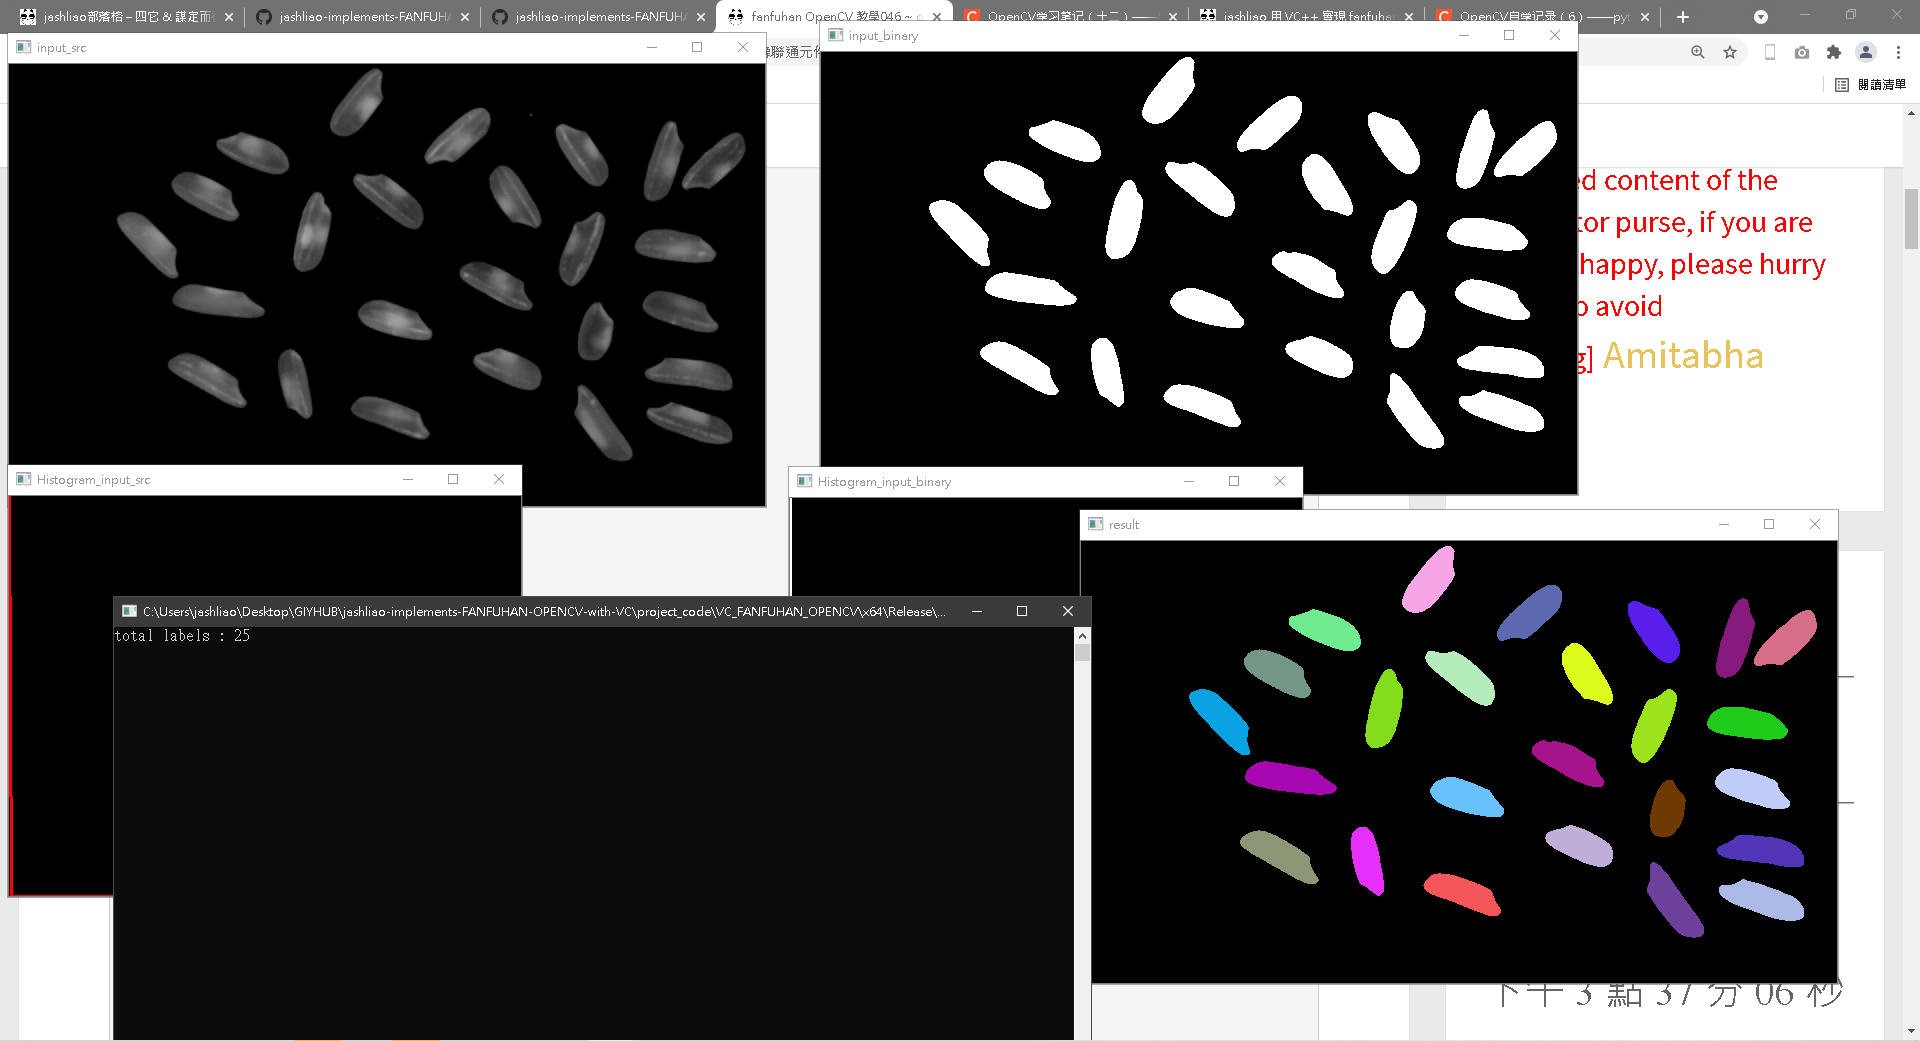 jashliao部落格 – 四它 & 謀定而
jashliao-implements-FANFUHA
jashliao-implements-FANFUHA
fanfuhan OpenCV 教學046 ~
OpenCV学习笔记（十二）——
jashliao 用 VC++ 實現 fanfuhan
OpenCV自学记录（6）——pyt
聯通元件
閱讀清單
input_src
input_binary
ed content of the
tor purse, if you are
happy, please hurry
avoid
g] Amitabha
Histogram_input_src
Histogram_input_binary
result
C:\Users\jashliao\Desktop\GIYHUB\jashliao-implements-FANFUHAN-OPENCV-with-VC\project_code\VC_FANFUHAN_OPENCV\x64\Release\...
total labels : 25
下午 3 點 37 分 06 秒